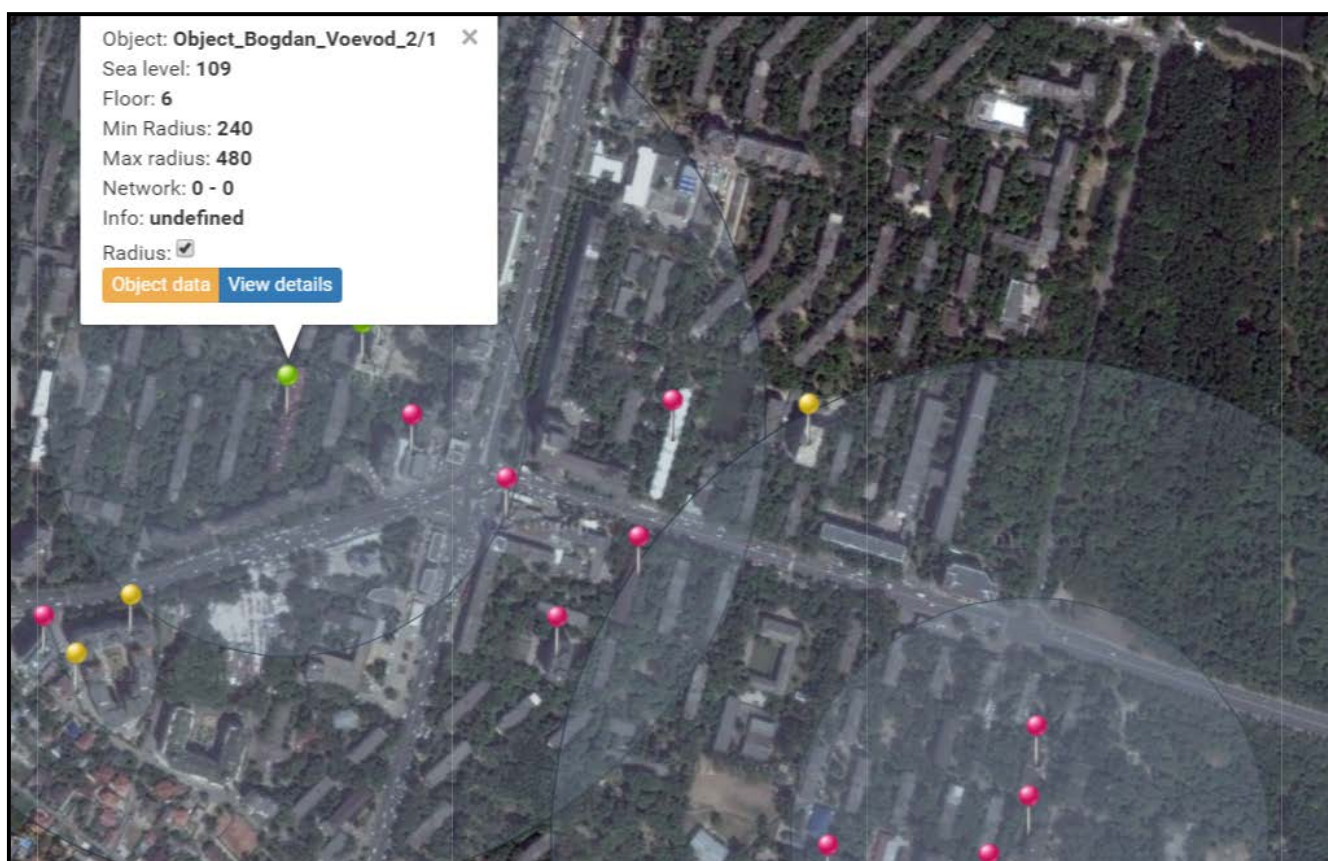 Object: Object_Bogdan_Voevod_2/1 ×
Sea level: 109
Floor: 6
Min Radius: 240
Max radius: 480
Network: 0 - 0
Info: undefined
Radius:
Object data View details